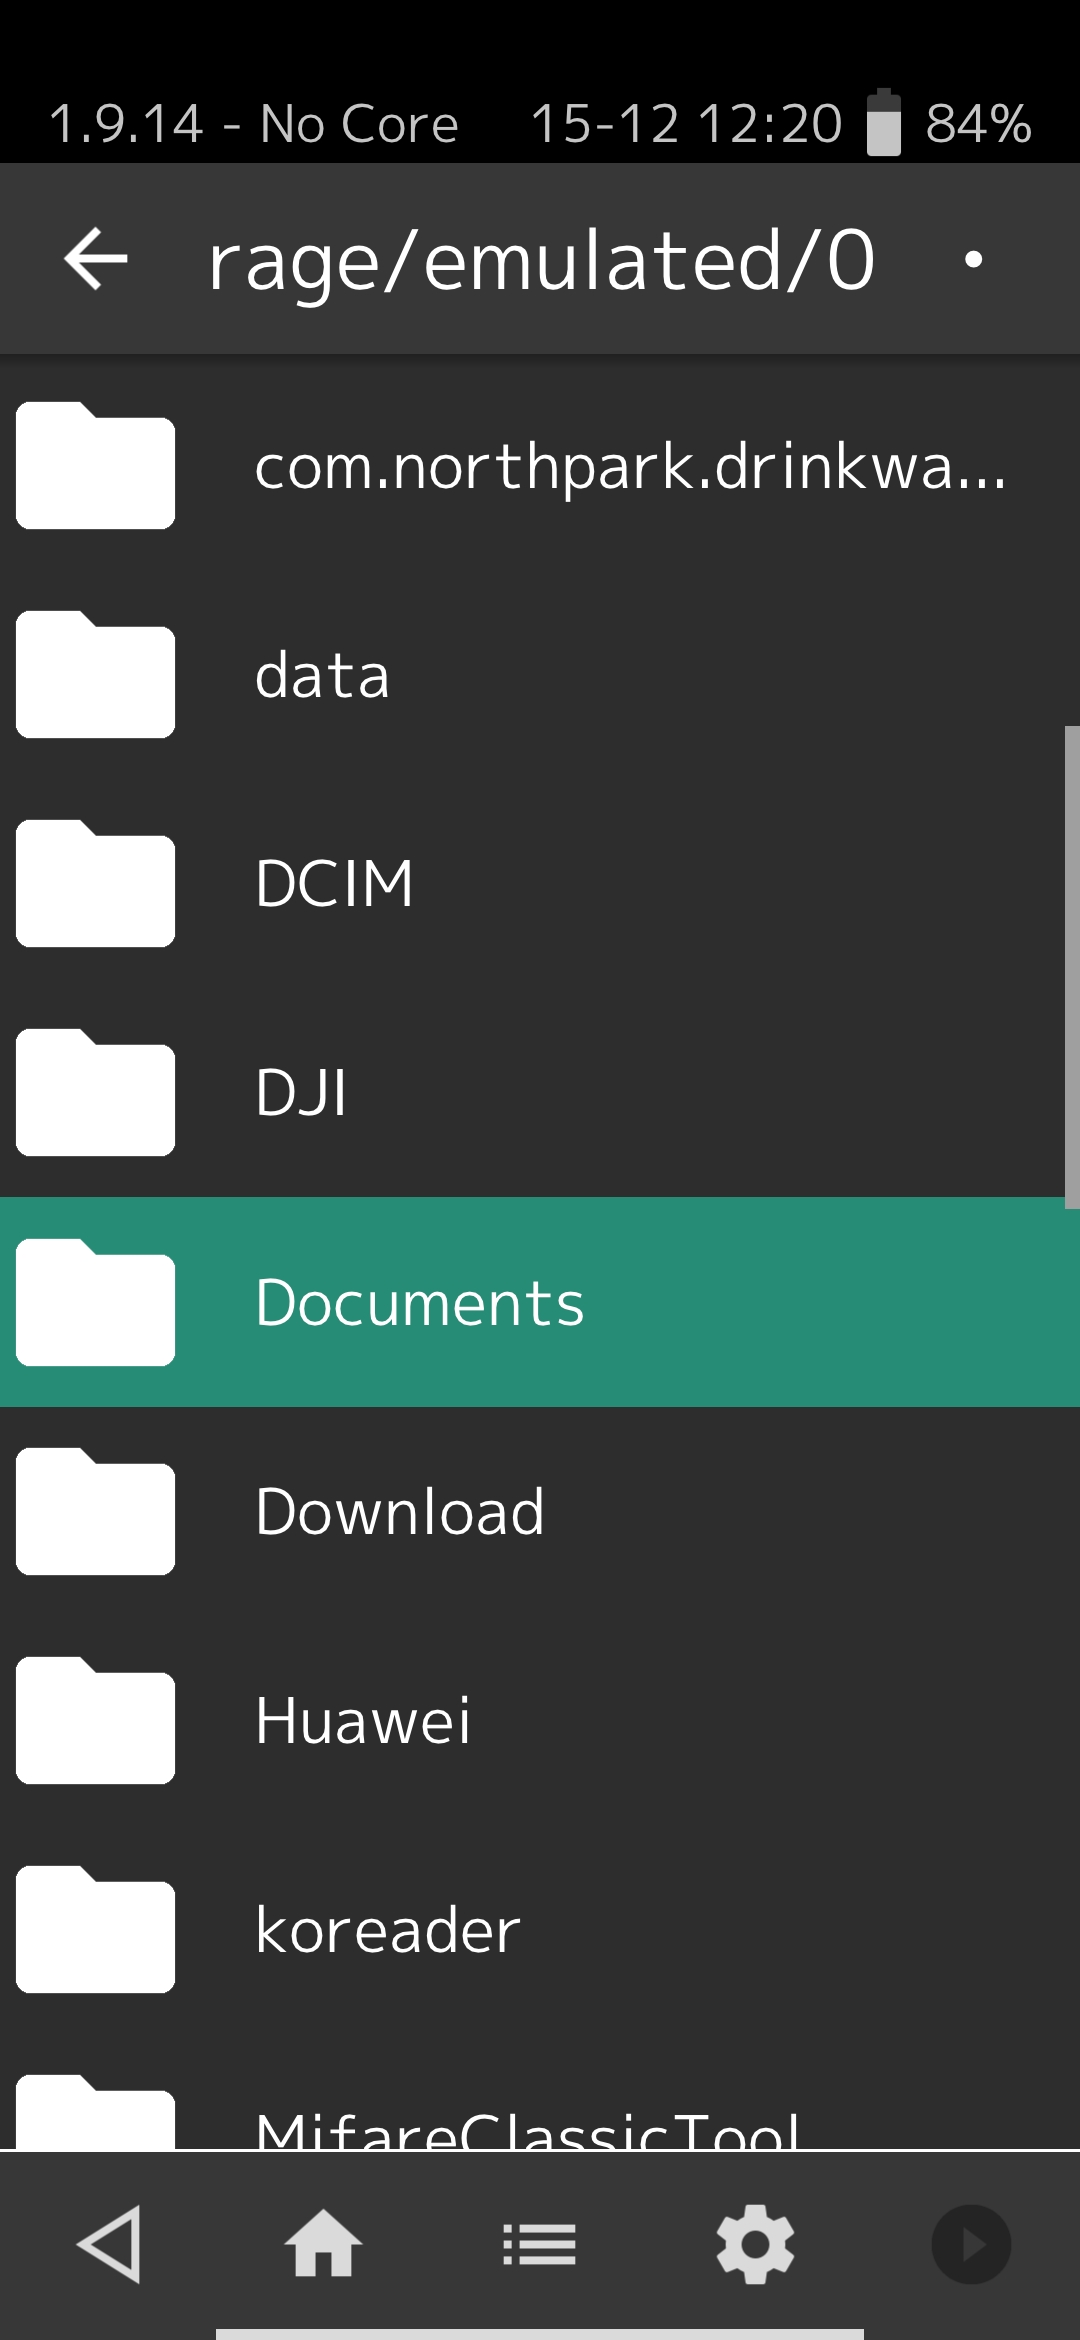 1.9.14 - No Core 15-12 12:20 84%
rage/emulated/0 •
com.northpark.drinkwa...
data
DCIM
DJI
Documents
Download
Huawei
koreader
MifareClassicTool